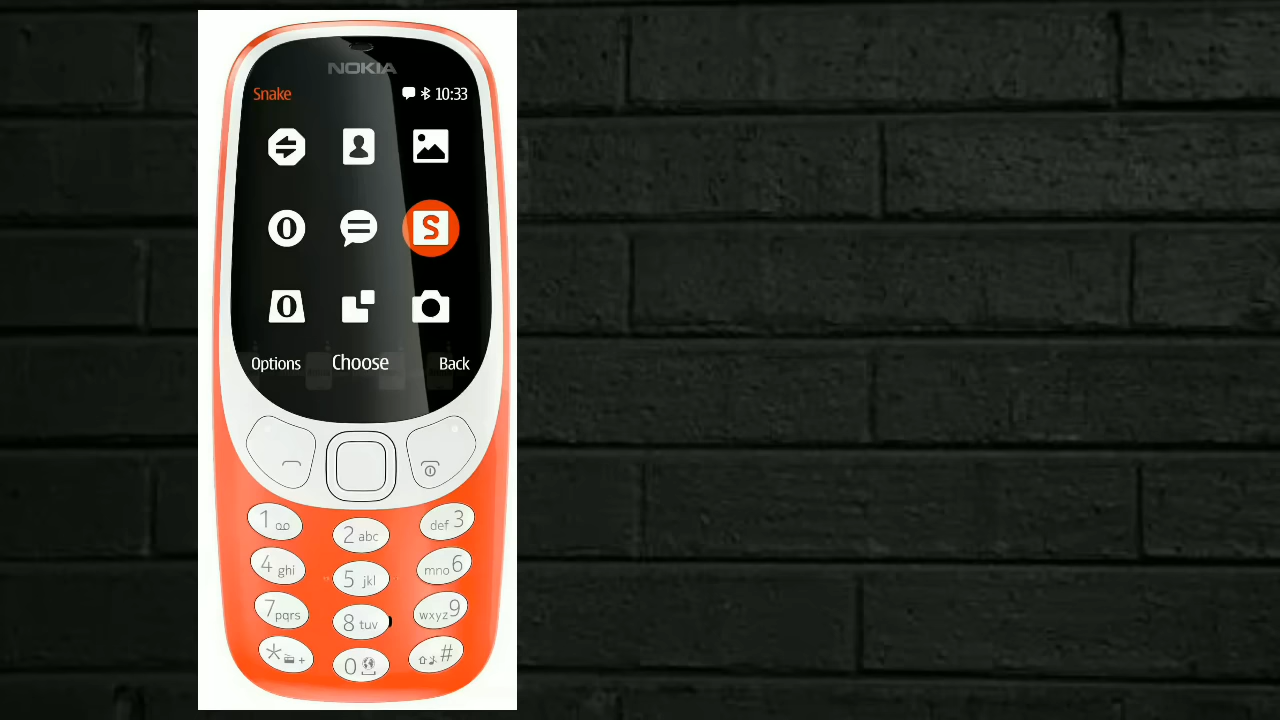 NOKIA
Snake 10:33
O S
O
Options Choose Back
1 2 abc def 3
4 ghi 5 jkl mno 6
7 pqrs 8 tuv wxyz 9
* + 0 #